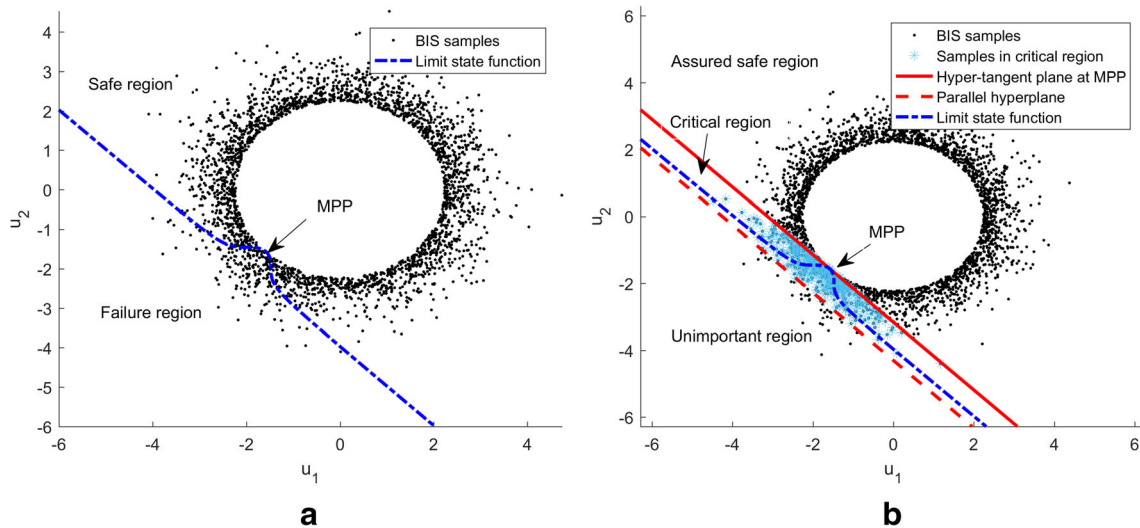 BIS samples
Limit state function
Safe region
MPP
Failure region
4
3
2
1
0
-1
-2
-3
-4
-5
-6
u2
-6
-4
-2
0
2
4
u1
a
BIS samples
Samples in critical region
Hyper-tangent plane at MPP
Parallel hyperplane
Limit state function
Assured safe region
Critical region
MPP
Unimportant region
6
4
2
0
-2
-4
-6
u2
-6
-4
-2
0
2
4
6
u1
b